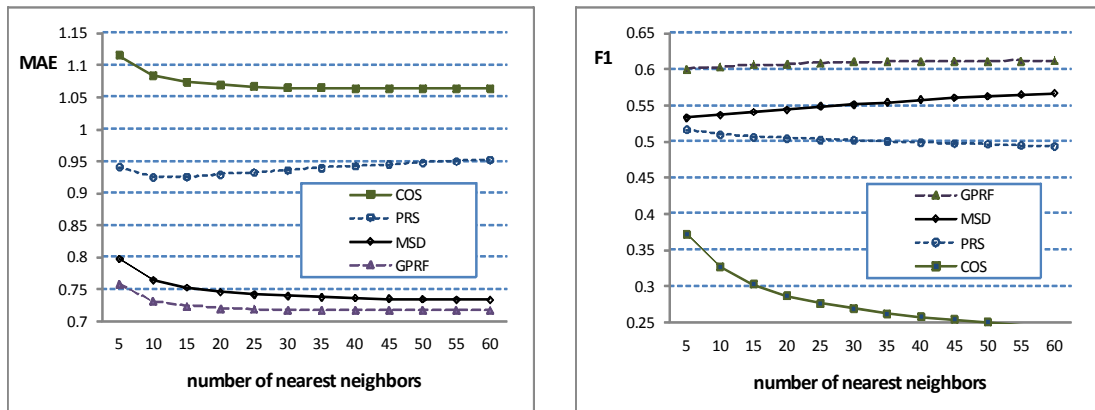 1.15
MAE
1.1
1.05
1
0.95
0.9
0.85
0.8
0.75
0.7
COS
PRS
MSD
GPRF
5 10 15 20 25 30 35 40 45 50 55 60
number of nearest neighbors
0.65
F1
0.6
0.55
0.5
0.45
0.4
0.35
0.3
0.25
GPRF
MSD
PRS
COS
5 10 15 20 25 30 35 40 45 50 55 60
number of nearest neighbors